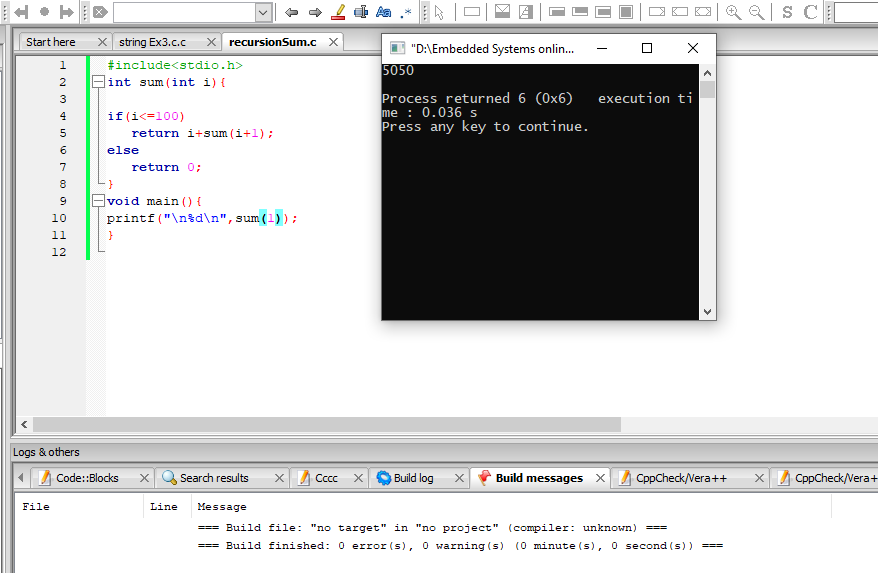 Aa .*
S C
Start here string Ex3.c.c recursionSum.c
1 #include<stdio.h>
2 int sum(int i){
3
4 if(i<=100)
5 return i+sum(i+1);
6 else
7 return 0;
8 }
9 void main(){
10 printf("\n%d\n",sum(1));
11 }
12
"D:\Embedded Systems onlin...
5050
Process returned 6 (0x6) execution ti
me : 0.036 s
Press any key to continue.
Logs & others
Code::Blocks Search results Cccc Build log Build messages CppCheck/Vera++ CppCheck/Vera+
File Line Message
=== Build file: "no target" in "no project" (compiler: unknown) ===
=== Build finished: 0 error(s), 0 warning(s) (0 minute(s), 0 second(s)) ===